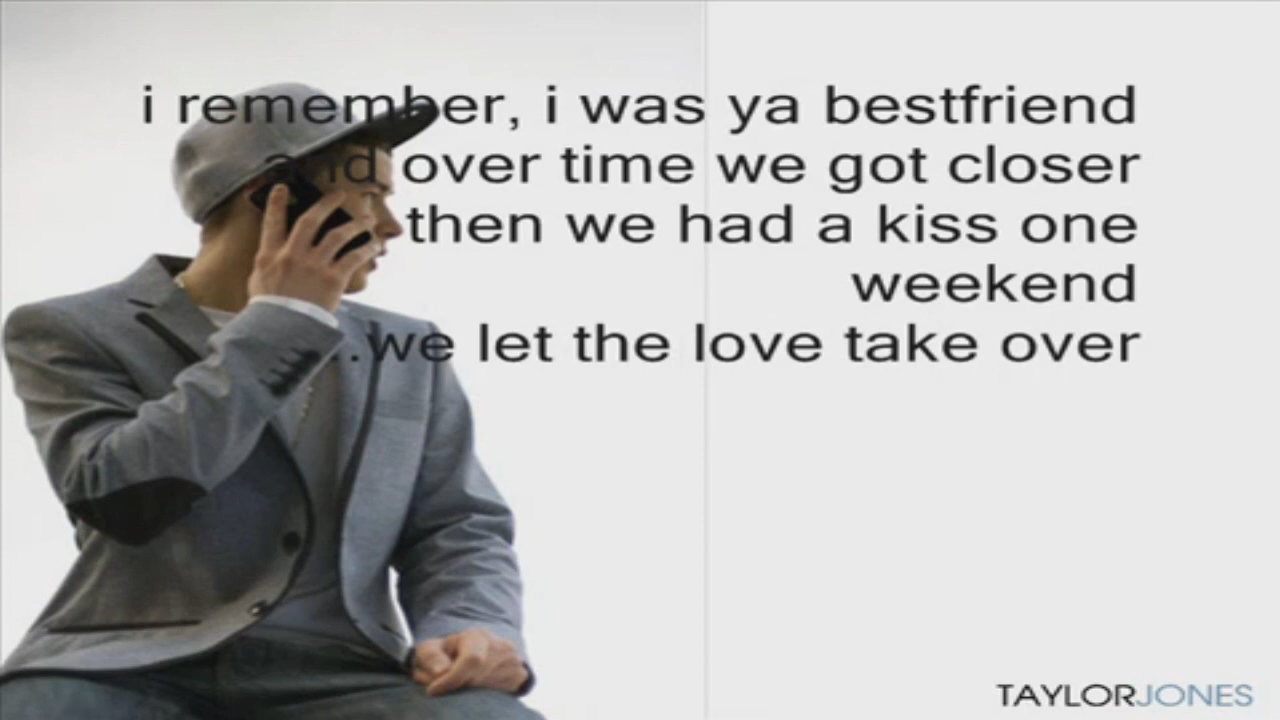 i remember, i was ya bestfriend
and over time we got closer
then we had a kiss one
weekend
...we let the love take over
TAYLORJONES